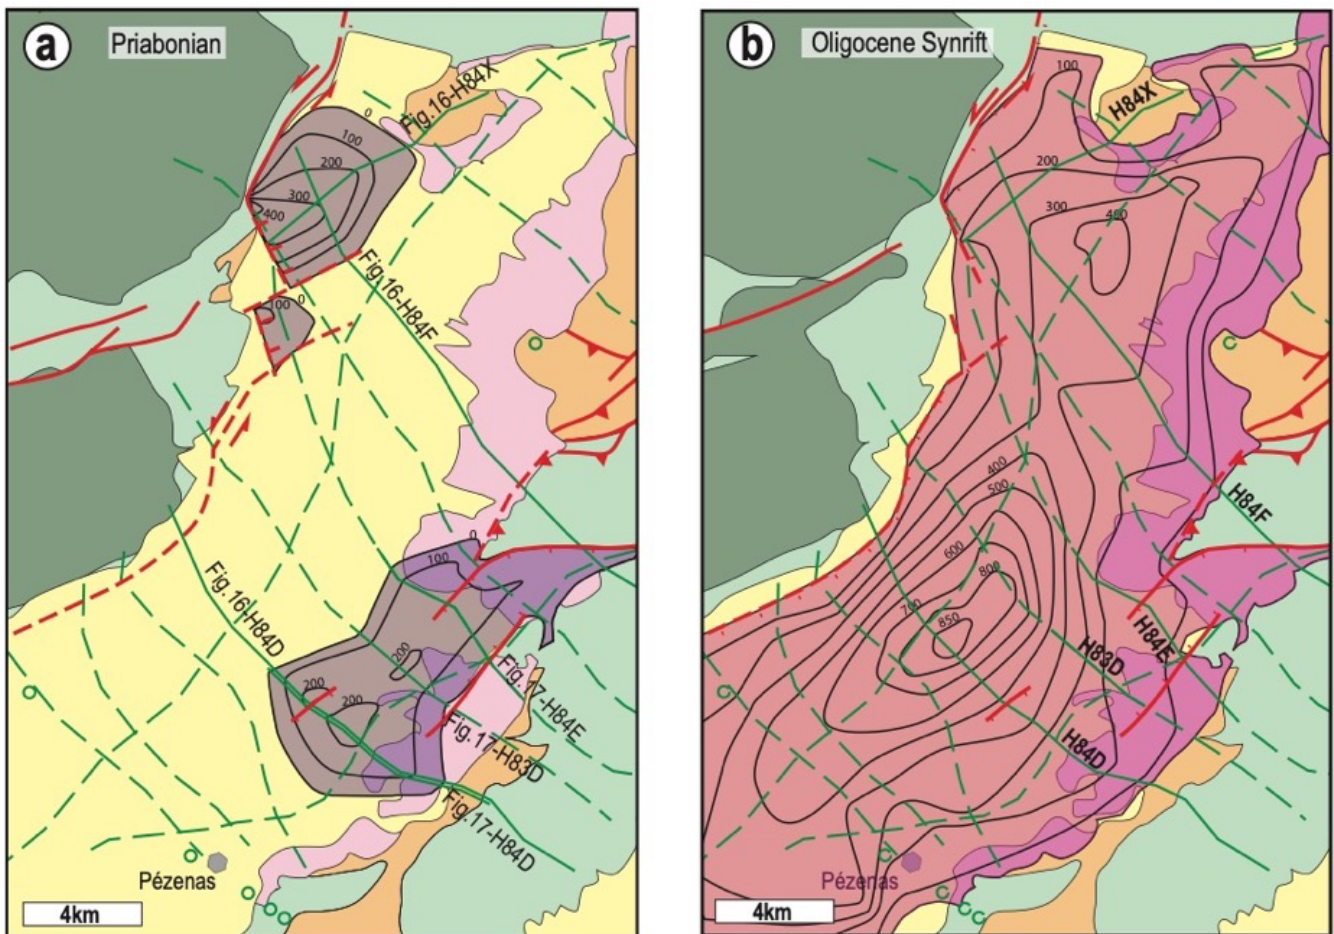 a
Priabonian
Fig.16-H84X
0
100
200
300
400
100
0
Fig.16-H84F
0
100
Fig.16-H84D
200
200
200
Fig.17-H84E
Fig.17-H83D
Fig.17-H84D
Pézenas
4km
b
Oligocene Synrift
100
H84X
200
300
400
400
500
H84F
600
800
700
850
H84E
H83D
H84D
Pézenas
4km